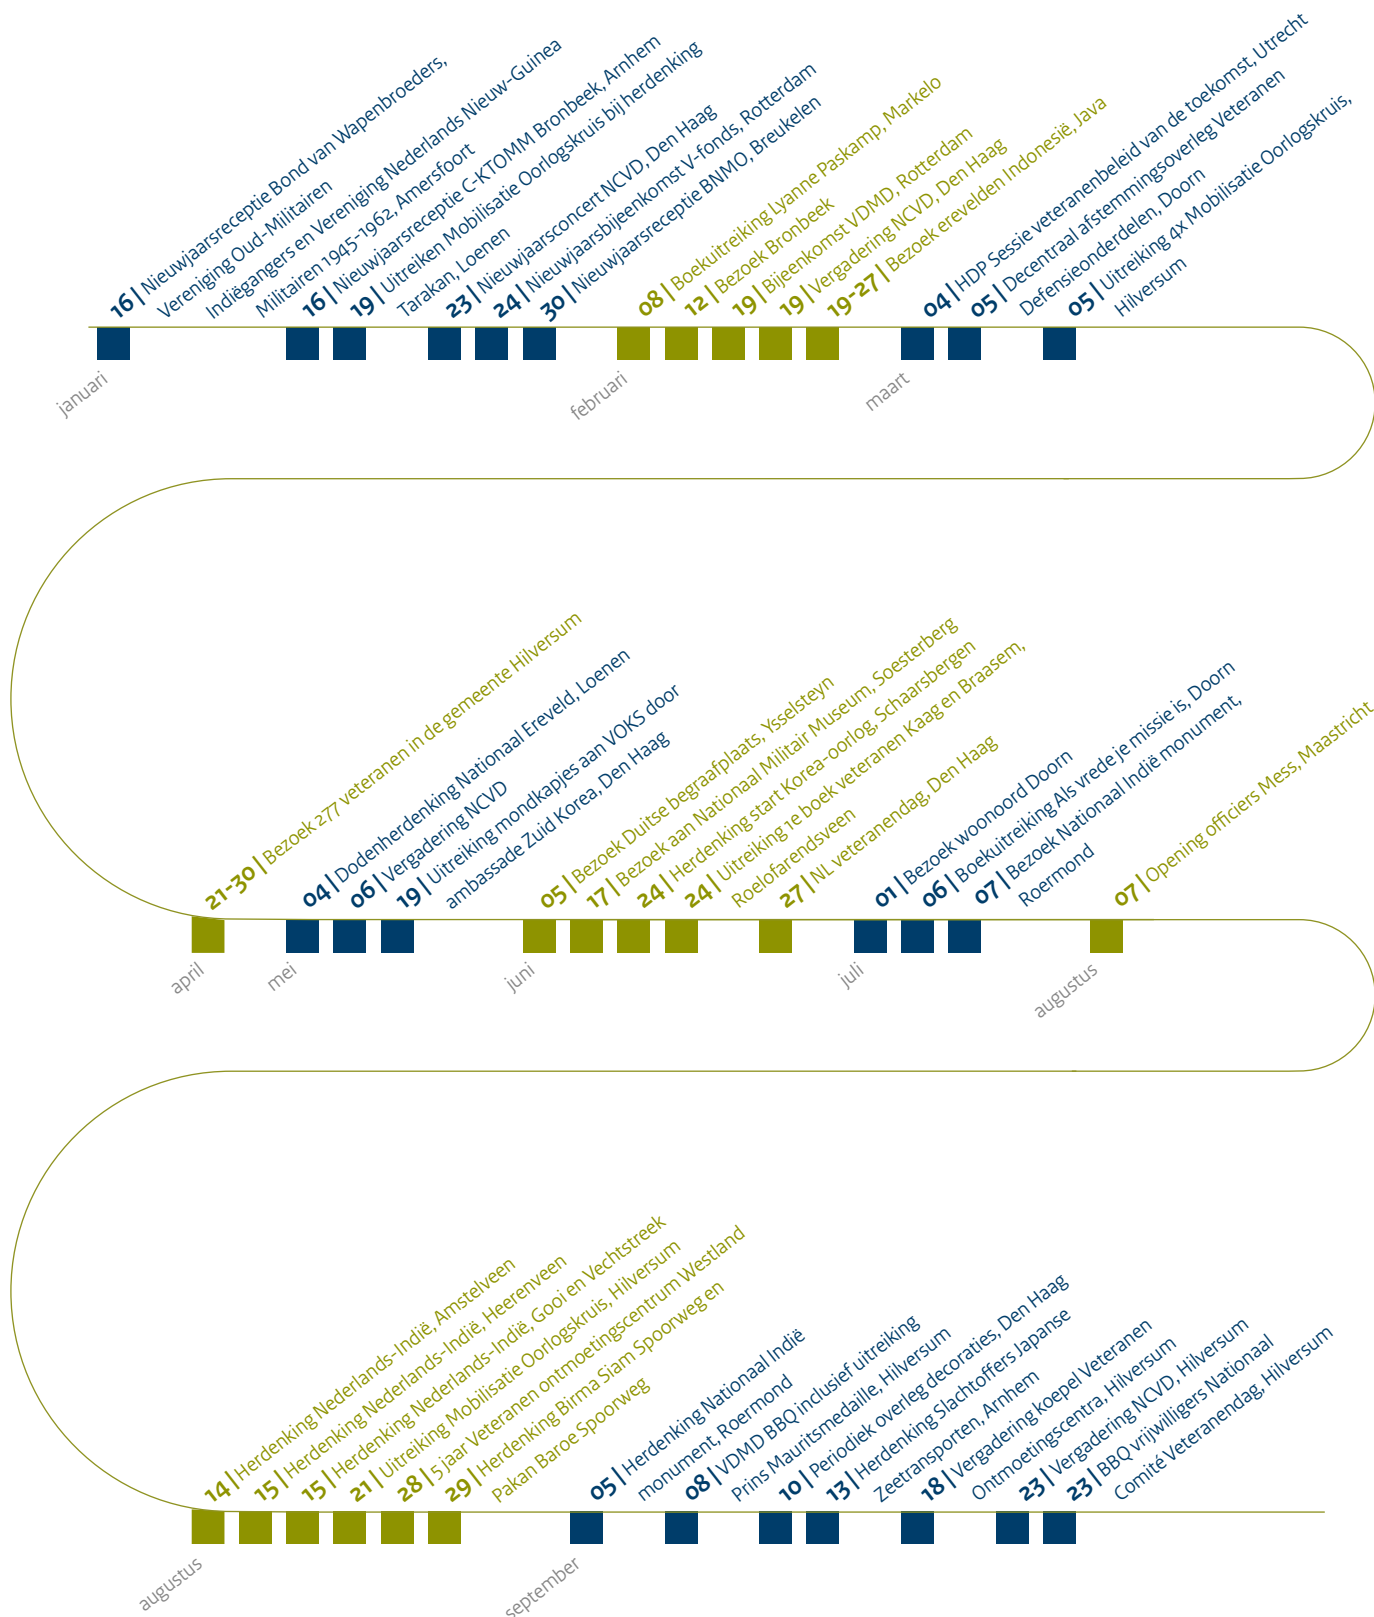 16 | Nieuwjaarsreceptie Bond van Wapenbroeders,
Vereniging Oud-Militairen
Indiëgangers en Vereniging Nederlands Nieuw-Guinea
Militairen 1945-1962, Amersfoort
16 | Nieuwjaarsreceptie C-KTOMM Bronbeek, Arnhem
19 | Uitreiken Mobilisatie Oorlogskruis bij herdenking
Tarakan, Loenen
23 | Nieuwjaarsconcert NCVD, Den Haag
24 | Nieuwjaarsbijeenkomst V-fonds, Rotterdam
30 | Nieuwjaarsreceptie BNMO, Breukelen
08 | Boekuitreiking Lyanne Paskamp, Markelo
12 | Bezoek Bronbeek
19 | Bijeenkomst VDMD, Rotterdam
19 | Vergadering NCVD, Den Haag
19-27 | Bezoek erevelden Indonesië, Java
04 | HDP Sessie veteranenbeleid van de toekomst, Utrecht
05 | Decentraal afstemmingsoverleg Veteranen
Defensieonderdelen, Doorn
05 | Uitreiking 4x Mobilisatie Oorlogskruis,
Hilversum
januari
februari
maart
21-30 | Bezoek 277 veteranen in de gemeente Hilversum
04 | Dodenherdenking Nationaal Ereveld, Loenen
06 | Vergadering NCVD
19 | Uitreiking mondkapjes aan VOKS door
ambassade Zuid Korea, Den Haag
05 | Bezoek Duitse begraafplaats, Ysselsteyn
17 | Bezoek aan Nationaal Militair Museum, Soesterberg
24 | Herdenking start Korea-oorlog, Schaarsbergen
24 | Uitreiking 1e boek veteranen Kaag en Braasem,
Roelofarendsveen
27 | NL veteranendag, Den Haag
01 | Bezoek woonoord Doorn
06 | Boekuitreiking Als vrede je missie is, Doorn
07 | Bezoek Nationaal Indië monument,
Roermond
07 | Opening officiers Mess, Maastricht
april
mei
juni
juli
augustus
14 | Herdenking Nederlands-Indië, Amstelveen
15 | Herdenking Nederlands-Indië, Heerenveen
15 | Herdenking Nederlands-Indië, Gooi en Vechtstreek
21 | Uitreiking Mobilisatie Oorlogskruis, Hilversum
28 | 5 jaar Veteranen ontmoetingscentrum Westland
29 | Herdenking Birma Siam Spoorweg en
Pakan Baroe Spoorweg
05 | Herdenking Nationaal Indië
monument, Roermond
08 | VDMD BBQ inclusief uitreiking
Prins Mauritsmedaille, Hilversum
10 | Periodiek overleg decoraties, Den Haag
13 | Herdenking Slachtoffers Japanse
Zeetransporten, Arnhem
18 | Vergadering koepel Veteranen
Ontmoetingscentra, Hilversum
23 | Vergadering NCVD, Hilversum
23 | BBQ vrijwilligers Nationaal
Comité Veteranendag, Hilversum
augustus
september